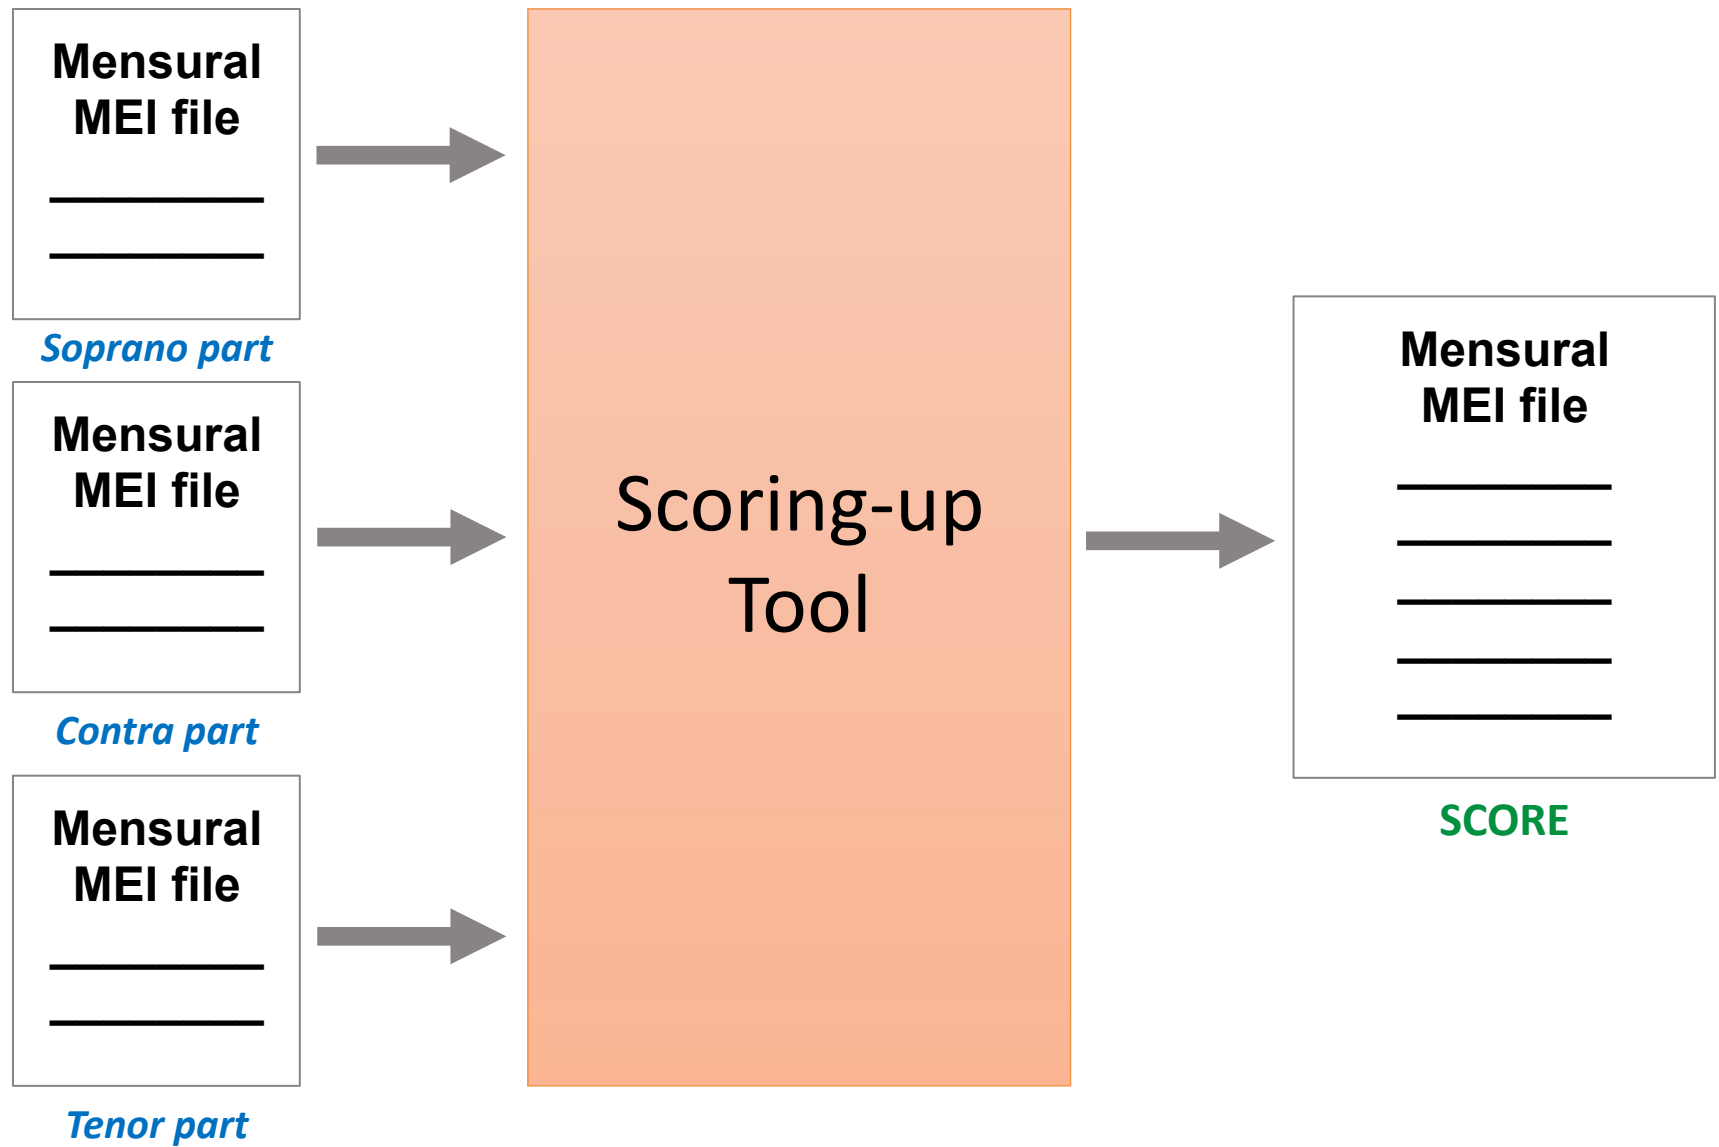 Mensural
MEI file
Soprano part
Mensural
MEI file
Contra part
Mensural
MEI file
Tenor part
Scoring-up
Tool
Mensural
MEI file
SCORE